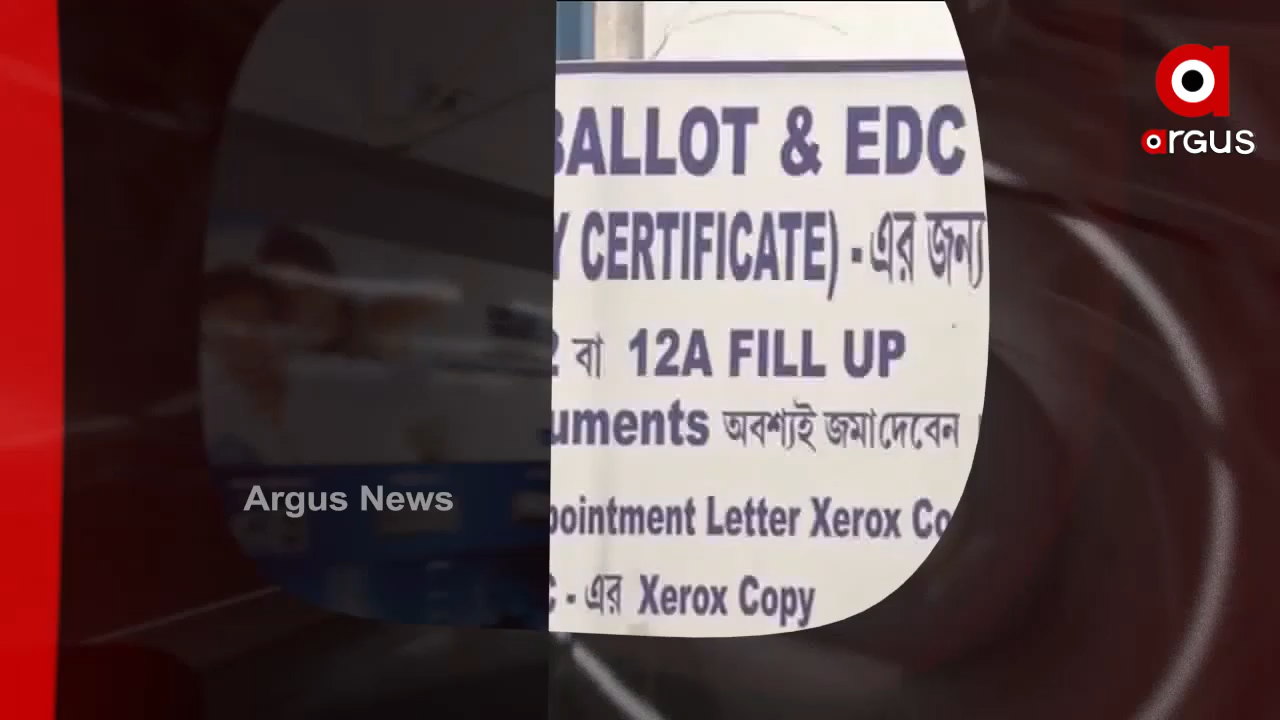 argus
BALLOT & EDC
Y CERTIFICATE) - এর জন্য
2 বা 12A FILL UP
uments অবশ্যই জমাদেবেন
Argus News
pointment Letter Xerox Co
C - এর Xerox Copy